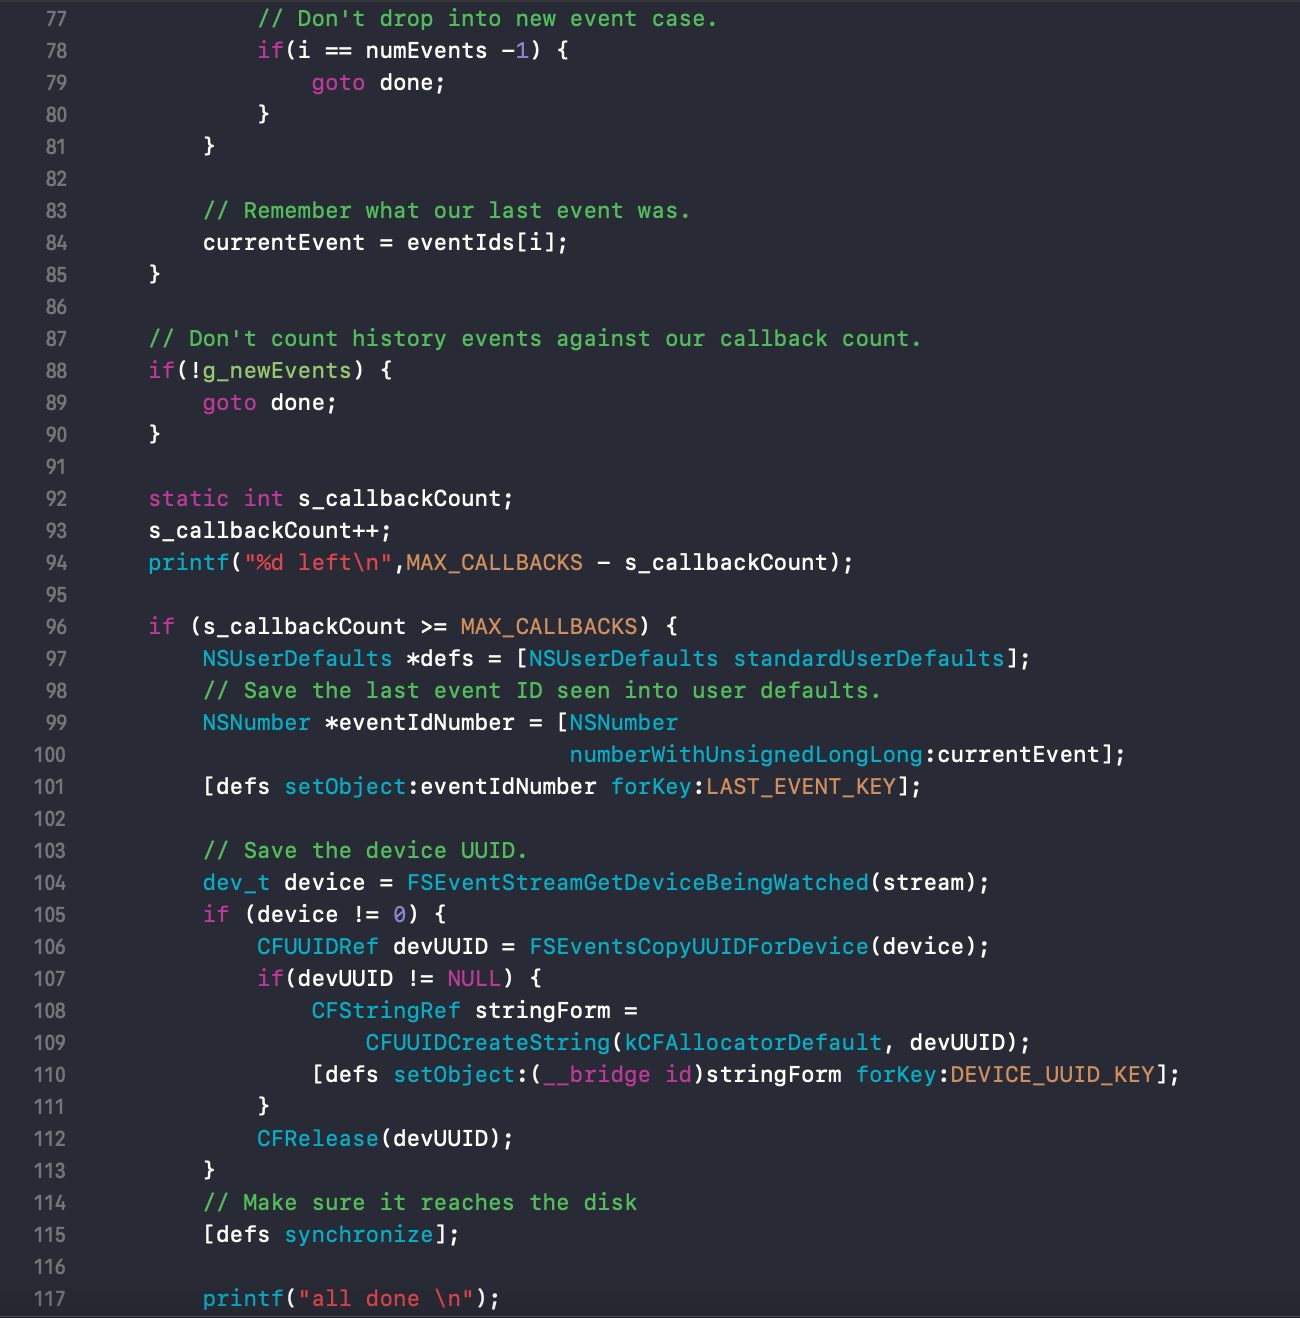 77 // Don't drop into new event case.
78 if(i == numEvents -1) {
79 goto done;
80 }
81 }
82
83 // Remember what our last event was.
84 currentEvent = eventIds[i];
85 }
86
87 // Don't count history events against our callback count.
88 if(!g_newEvents) {
89 goto done;
90 }
91
92 static int s_callbackCount;
93 s_callbackCount++;
94 printf("%d left\n",MAX_CALLBACKS - s_callbackCount);
95
96 if (s_callbackCount >= MAX_CALLBACKS) {
97 NSUserDefaults *defs = [NSUserDefaults standardUserDefaults];
98 // Save the last event ID seen into user defaults.
99 NSNumber *eventIdNumber = [NSNumber
100 numberWithUnsignedLongLong:currentEvent];
101 [defs setObject:eventIdNumber forKey:LAST_EVENT_KEY];
102
103 // Save the device UUID.
104 dev_t device = FSEventStreamGetDeviceBeingWatched(stream);
105 if (device != 0) {
106 CFUUIDRef devUUID = FSEventsCopyUUIDForDevice(device);
107 if(devUUID != NULL) {
108 CFStringRef stringForm =
109 CFUUIDCreateString(kCFAllocatorDefault, devUUID);
110 [defs setObject:(__bridge id)stringForm forKey:DEVICE_UUID_KEY];
111 }
112 CFRelease(devUUID);
113 }
114 // Make sure it reaches the disk
115 [defs synchronize];
116
117 printf("all done \n");